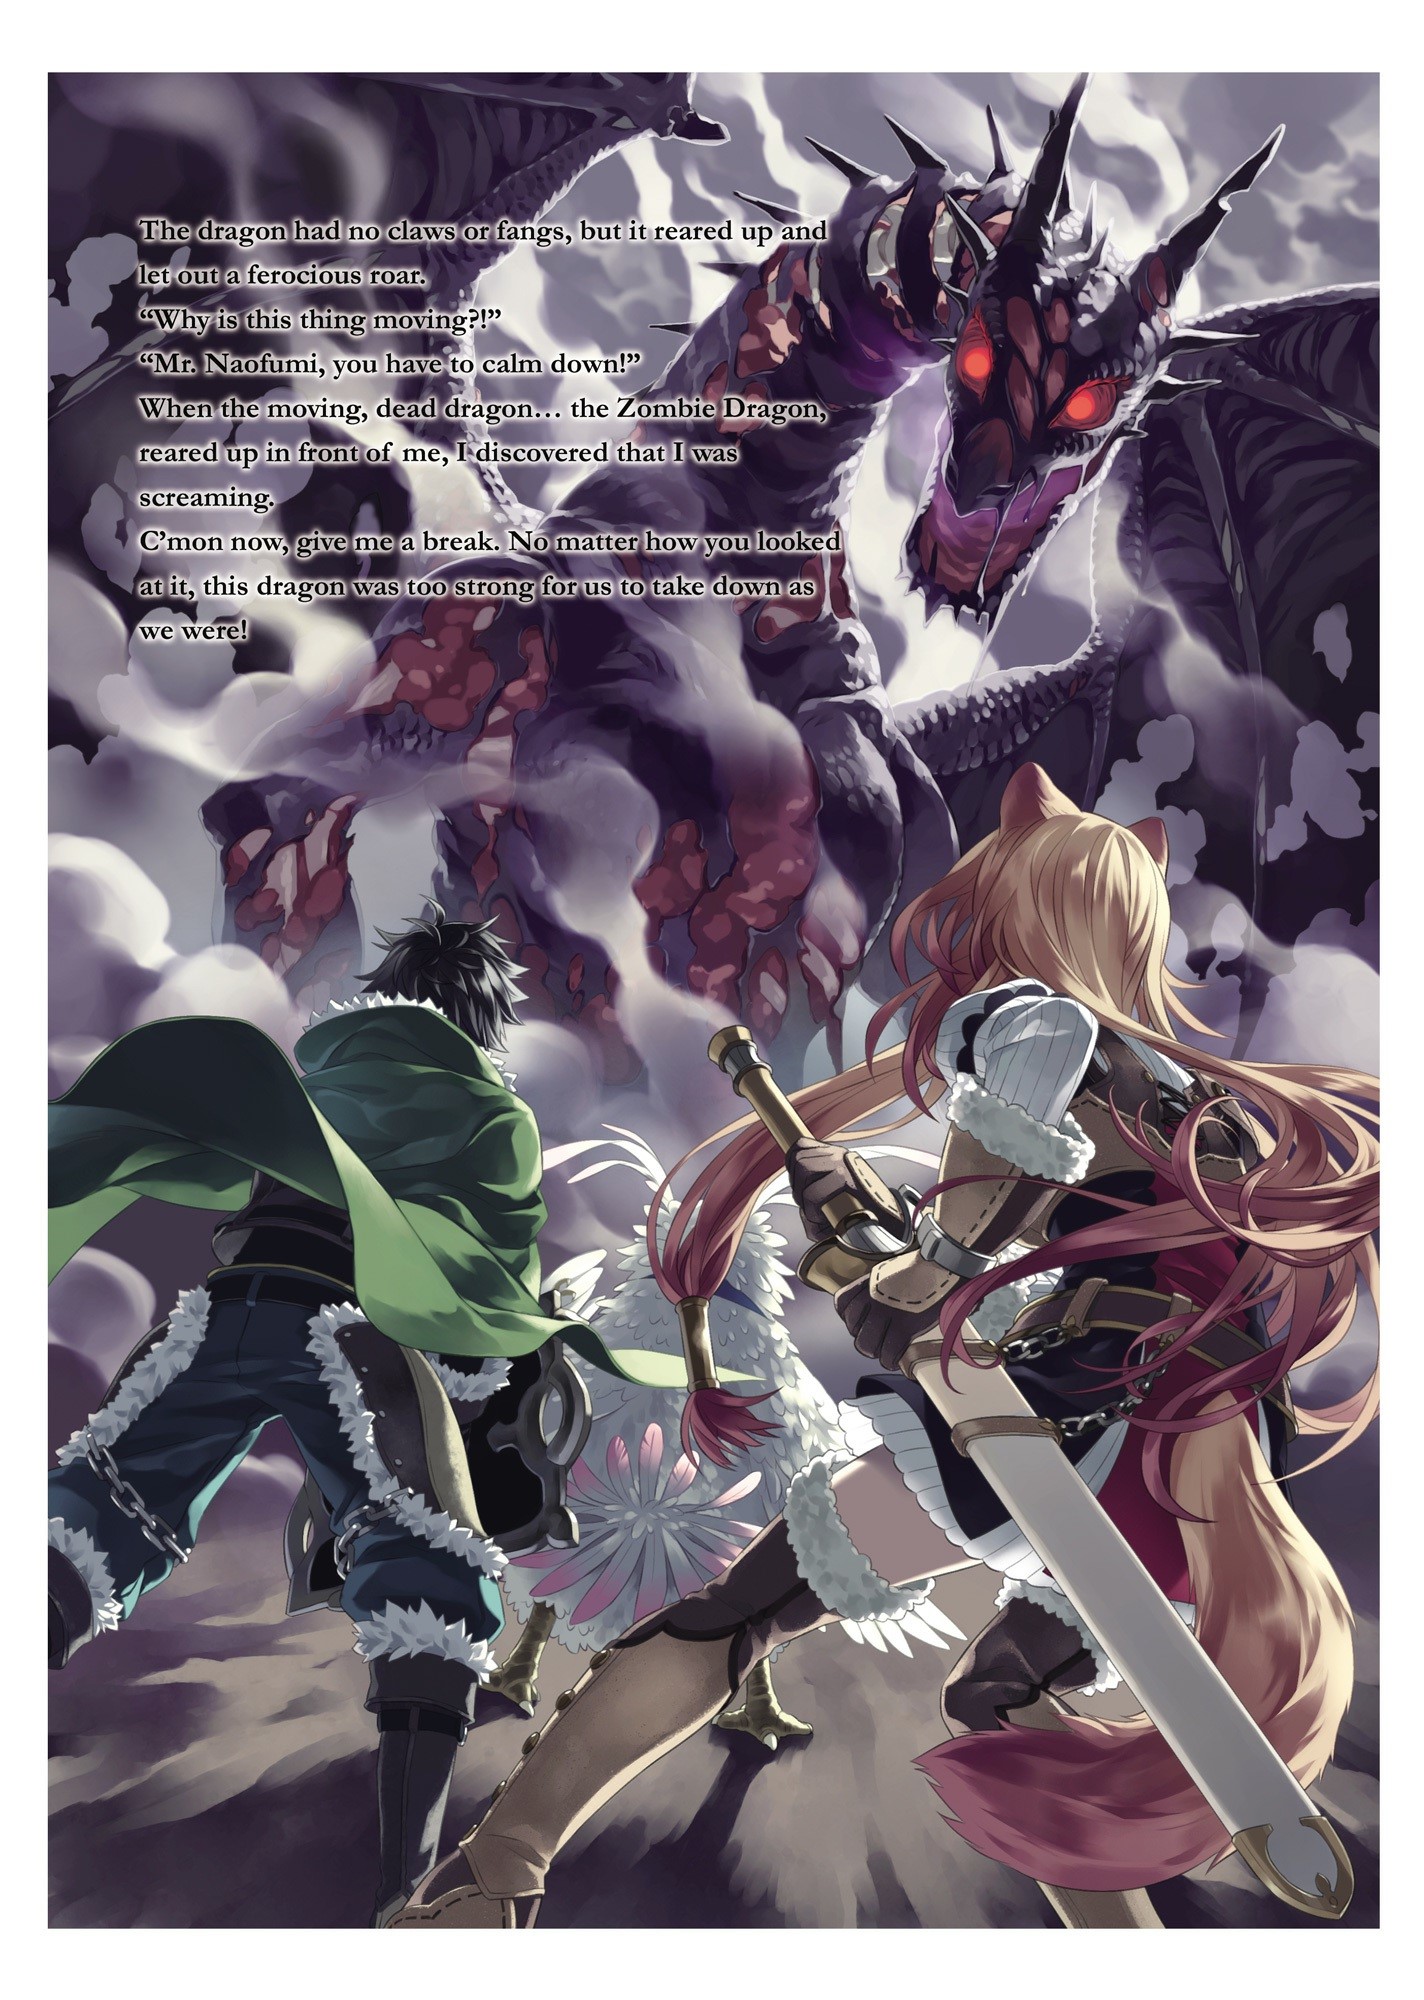 The dragon had no claws or fangs, but it reared up and
let out a ferocious roar.
“Why is this thing moving?!”
“Mr. Naofumi, you have to calm down!”
When the moving, dead dragon… the Zombie Dragon,
reared up in front of me, I discovered that I was
screaming.
C’mon now, give me a break. No matter how you looked
at it, this dragon was too strong for us to take down as
we were!